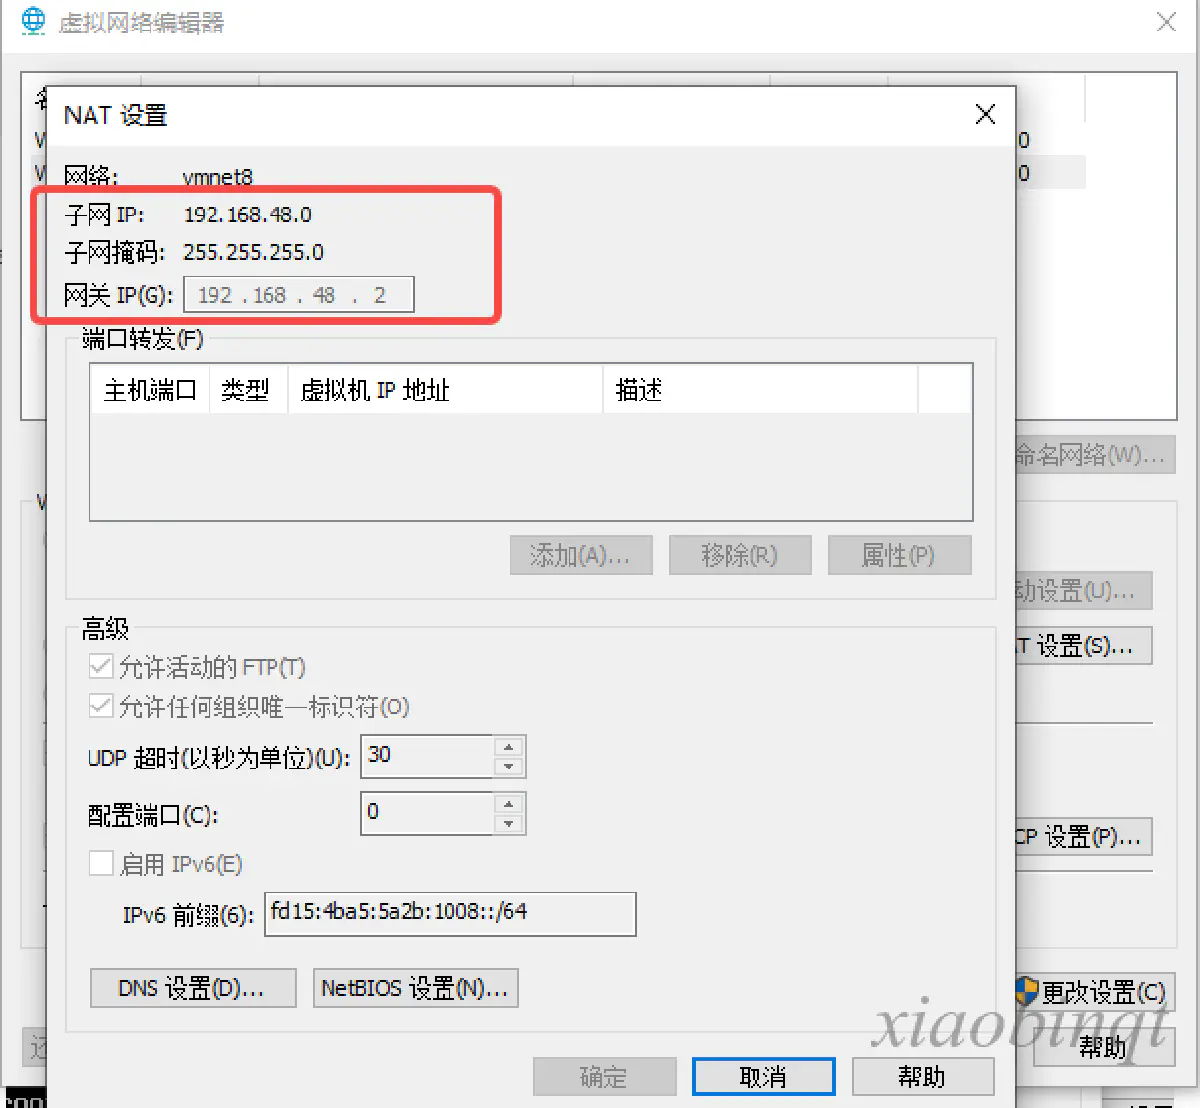 虚拟网络编辑器
NAT 设置
网络: vmnet8
子网 IP: 192.168.48.0
子网掩码: 255.255.255.0
网关 IP(G): 192 . 168 . 48 . 2
端口转发(F)
主机端口 类型 虚拟机 IP 地址 描述
添加(A)... 移除(R) 属性(P)
高级
允许活动的 FTP(T)
允许任何组织唯一标识符(O)
UDP 超时(以秒为单位)(U): 30
配置端口(C): 0
启用 IPv6(E)
IPv6 前缀(6): fd15:4ba5:5a2b:1008::/64
DNS 设置(D)... NetBIOS 设置(N)...
确定 取消 帮助
0
0
命名网络(W)...
动设置(U)...
T 设置(S)...
CP 设置(P)...
更改设置(C)
帮助
xiaobinqt